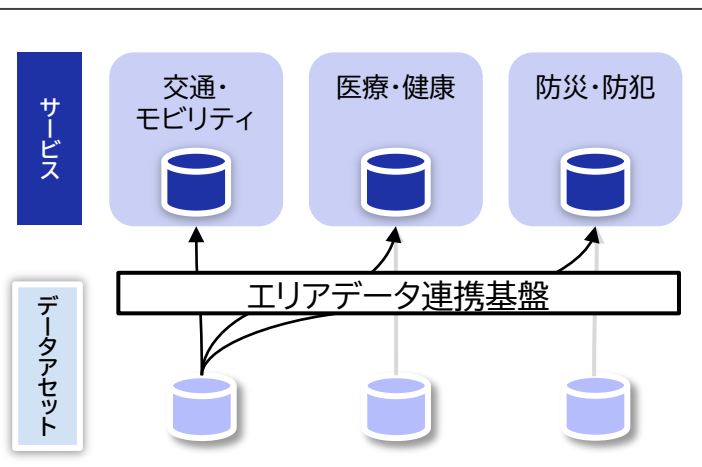 サービス
交通・
モビリティ
医療・健康
防災・防犯
エリアデータ連携基盤
データアセット